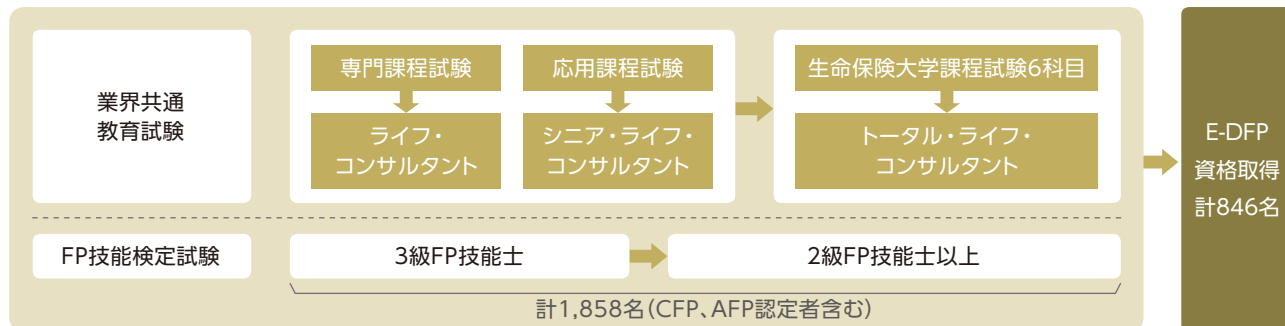 業界共通
教育試験
専門課程試験
ライフ・
コンサルタント
応用課程試験
シニア・ライフ・
コンサルタント
生命保険大学課程試験6科目
トータル・ライフ・
コンサルタント
FP技能検定試験
3級FP技能士
2級FP技能士以上
計1,858名(CFP、AFP認定者含む)
E-DFP
資格取得
計846名